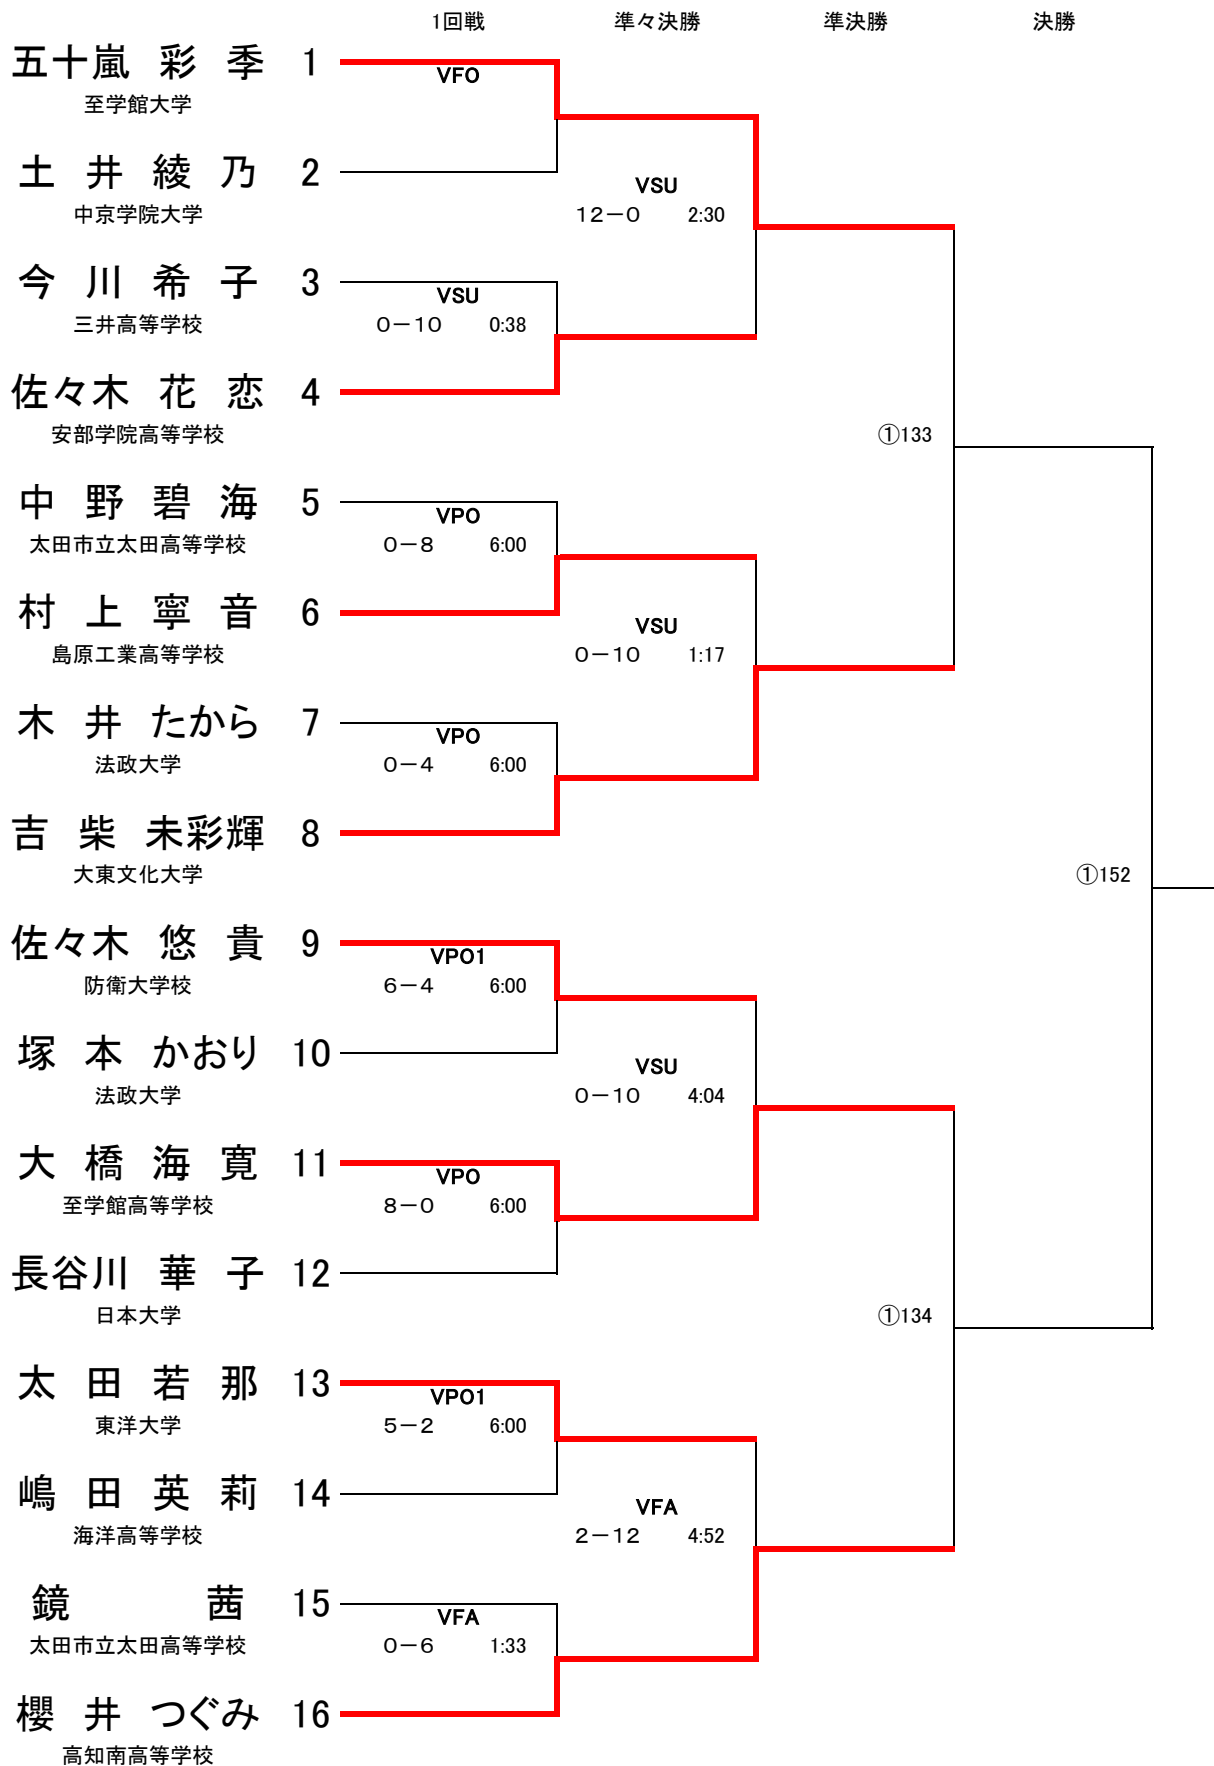 1回戦 準々決勝 準決勝 決勝
五十嵐 彩 季 1
VFO
至学館大学
土 井 綾 乃 2
VSU
中京学院大学
12－0 2:30
今 川 希 子 3
VSU
三井高等学校
0－10 0:38
佐々木 花 恋 4
安部学院高等学校
①133
中 野 碧 海 5
VPO
太田市立太田高等学校
0－8 6:00
村 上 寧 音 6
VSU
島原工業高等学校
0－10 1:17
木 井 たから 7
VPO
法政大学
0－4 6:00
吉 柴 未彩輝 8
大東文化大学
①152
佐々木 悠 貴 9
VPO1
防衛大学校
6－4 6:00
塚 本 かおり 10
VSU
法政大学
0－10 4:04
大 橋 海 寛 11
VPO
至学館高等学校
8－0 6:00
長谷川 華 子 12
日本大学
①134
太 田 若 那 13
VPO1
東洋大学
5－2 6:00
嶋 田 英 莉 14
VFA
海洋高等学校
2－12 4:52
鏡 茜 15
VFA
太田市立太田高等学校
0－6 1:33
櫻 井 つぐみ 16
高知南高等学校